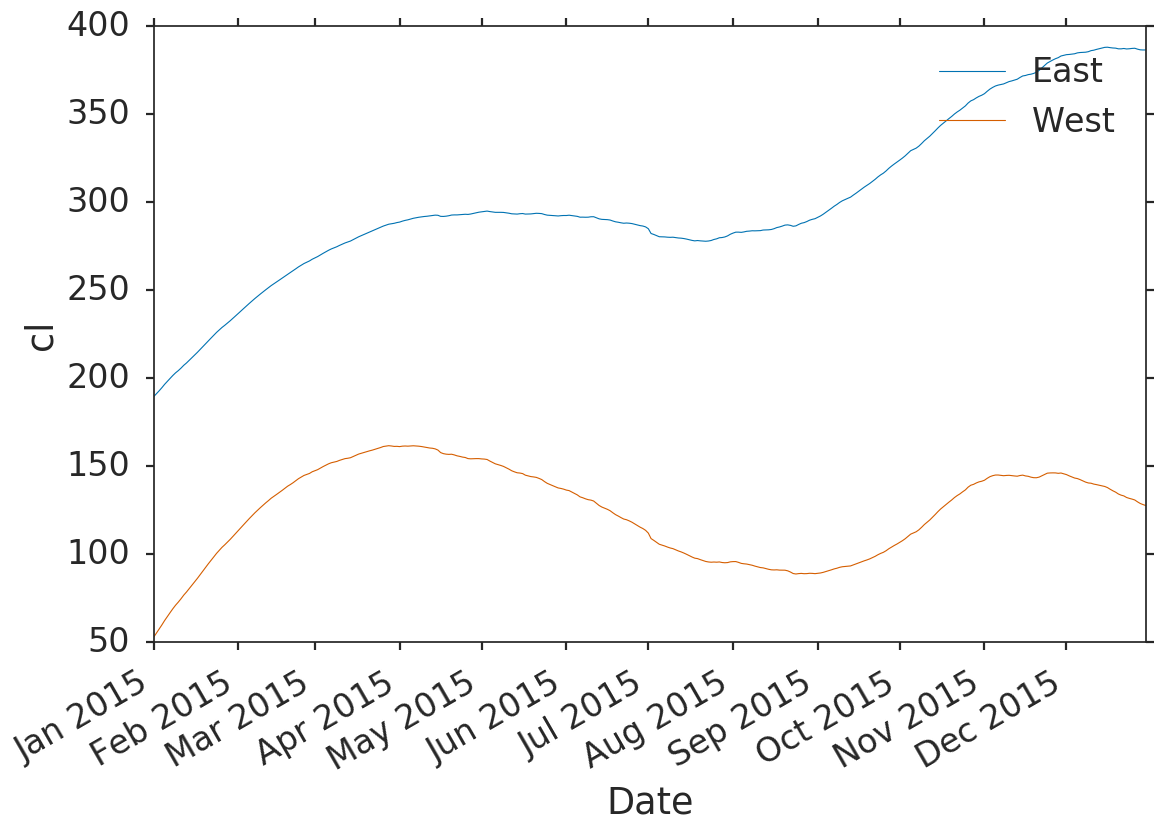 400
350
300
250
200
150
100
50
cl
East
West
Jan 2015
Feb 2015
Mar 2015
Apr 2015
May 2015
Jun 2015
Jul 2015
Aug 2015
Sep 2015
Oct 2015
Nov 2015
Dec 2015
Date